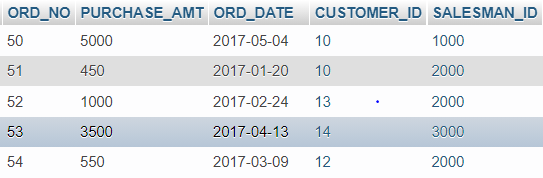 ORD_NO PURCHASE_AMT ORD_DATE CUSTOMER_ID SALESMAN_ID
50 5000 2017-05-04 10 1000
51 450 2017-01-20 10 2000
52 1000 2017-02-24 13 2000
53 3500 2017-04-13 14 3000
54 550 2017-03-09 12 2000